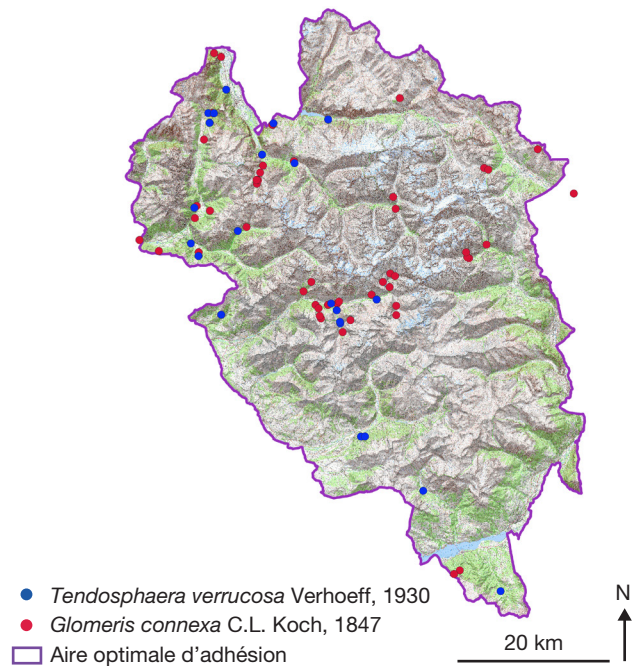 Tendosphaera verrucosa Verhoeff, 1930
Glomeris connexa C.L. Koch, 1847
Aire optimale d'adhésion
20 km
N